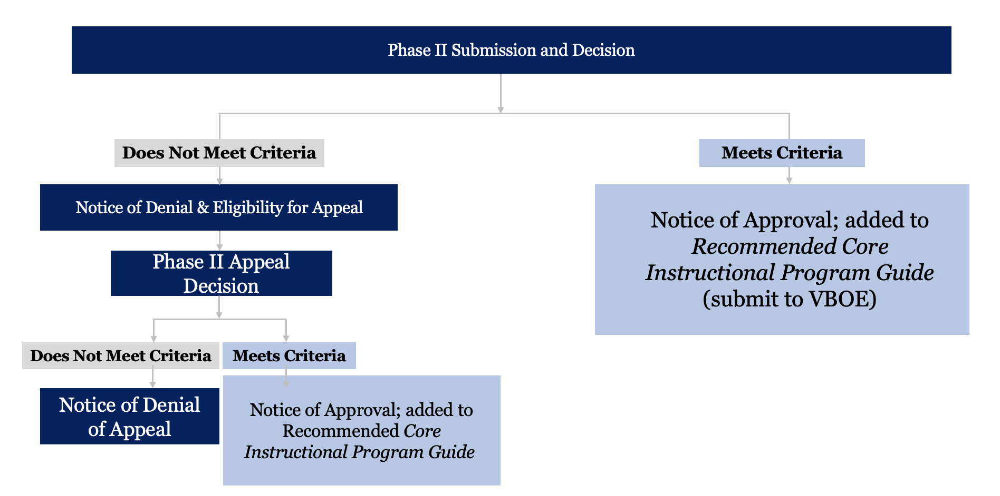 Phase II Submission and Decision
Does Not Meet Criteria
Meets Criteria
Notice of Denial & Eligibility for Appeal
Notice of Approval; added to
Recommended Core
Instructional Program Guide
(submit to VBOE)
Phase II Appeal
Decision
Does Not Meet Criteria
Meets Criteria
Notice of Denial
of Appeal
Notice of Approval; added to
Recommended Core
Instructional Program Guide